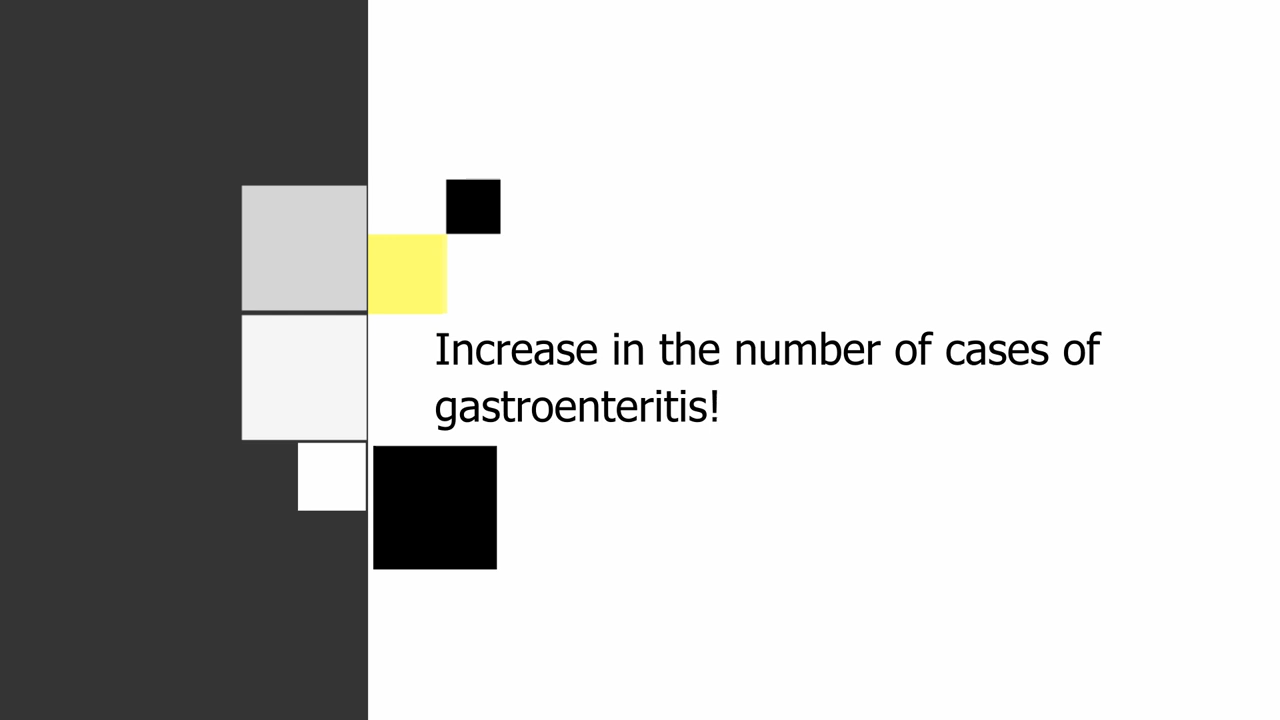 Increase in the number of cases of
gastroenteritis!